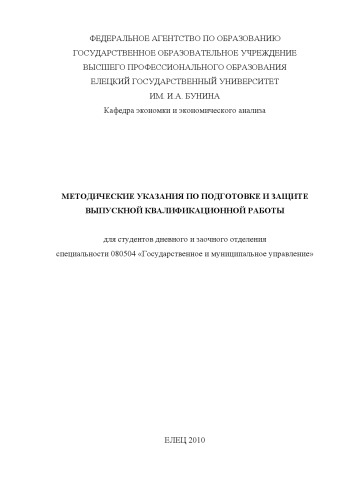 ФЕДЕРАЛЬНОЕ АГЕНТСТВО ПО ОБРАЗОВАНИЮ
ГОСУДАРСТВЕННОЕ ОБРАЗОВАТЕЛЬНОЕ УЧРЕЖДЕНИЕ
ВЫСШЕГО ПРОФЕССИОНАЛЬНОГО ОБРАЗОВАНИЯ
ЕЛЕЦКИЙ ГОСУДАРСТВЕННЫЙ УНИВЕРСИТЕТ
ИМ. И.А. БУНИНА
Кафедра экономки и экономического анализа
МЕТОДИЧЕСКИЕ УКАЗАНИЯ ПО ПОДГОТОВКЕ И ЗАЩИТЕ
ВЫПУСКНОЙ КВАЛИФИКАЦИОННОЙ РАБОТЫ
для студентов дневного и заочного отделения
специальности 080504 «Государственное и муниципальное управление»
ЕЛЕЦ 2010